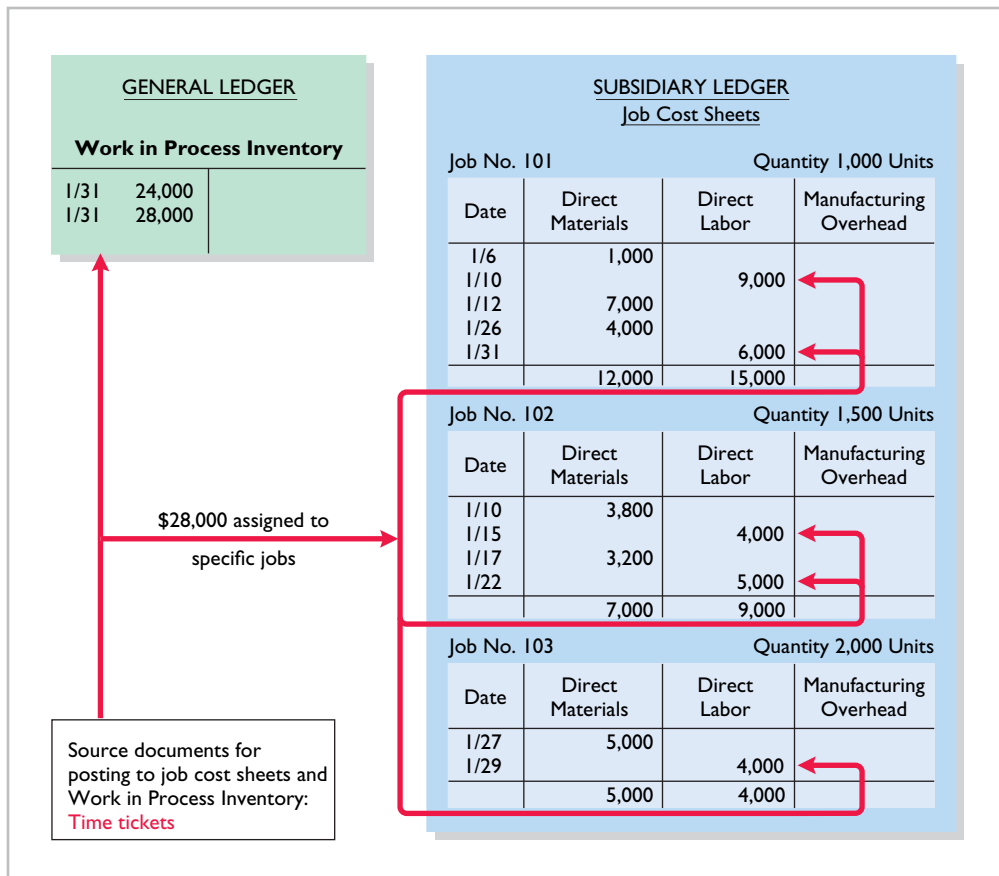 GENERAL LEDGER
Work in Process Inventory
1/31 24,000
1/31 28,000
$28,000 assigned to
specific jobs
Source documents for
posting to job cost sheets and
Work in Process Inventory:
Time tickets
SUBSIDIARY LEDGER
Job Cost Sheets
Job No. 101 Quantity 1,000 Units
Date Direct Materials Direct Labor Manufacturing Overhead
1/6 1,000
1/10 9,000
1/12 7,000
1/26 4,000
1/31 6,000
12,000 15,000
Job No. 102 Quantity 1,500 Units
Date Direct Materials Direct Labor Manufacturing Overhead
1/10 3,800
1/15 4,000
1/17 3,200
1/22 5,000
7,000 9,000
Job No. 103 Quantity 2,000 Units
Date Direct Materials Direct Labor Manufacturing Overhead
1/27 5,000
1/29 4,000
5,000 4,000